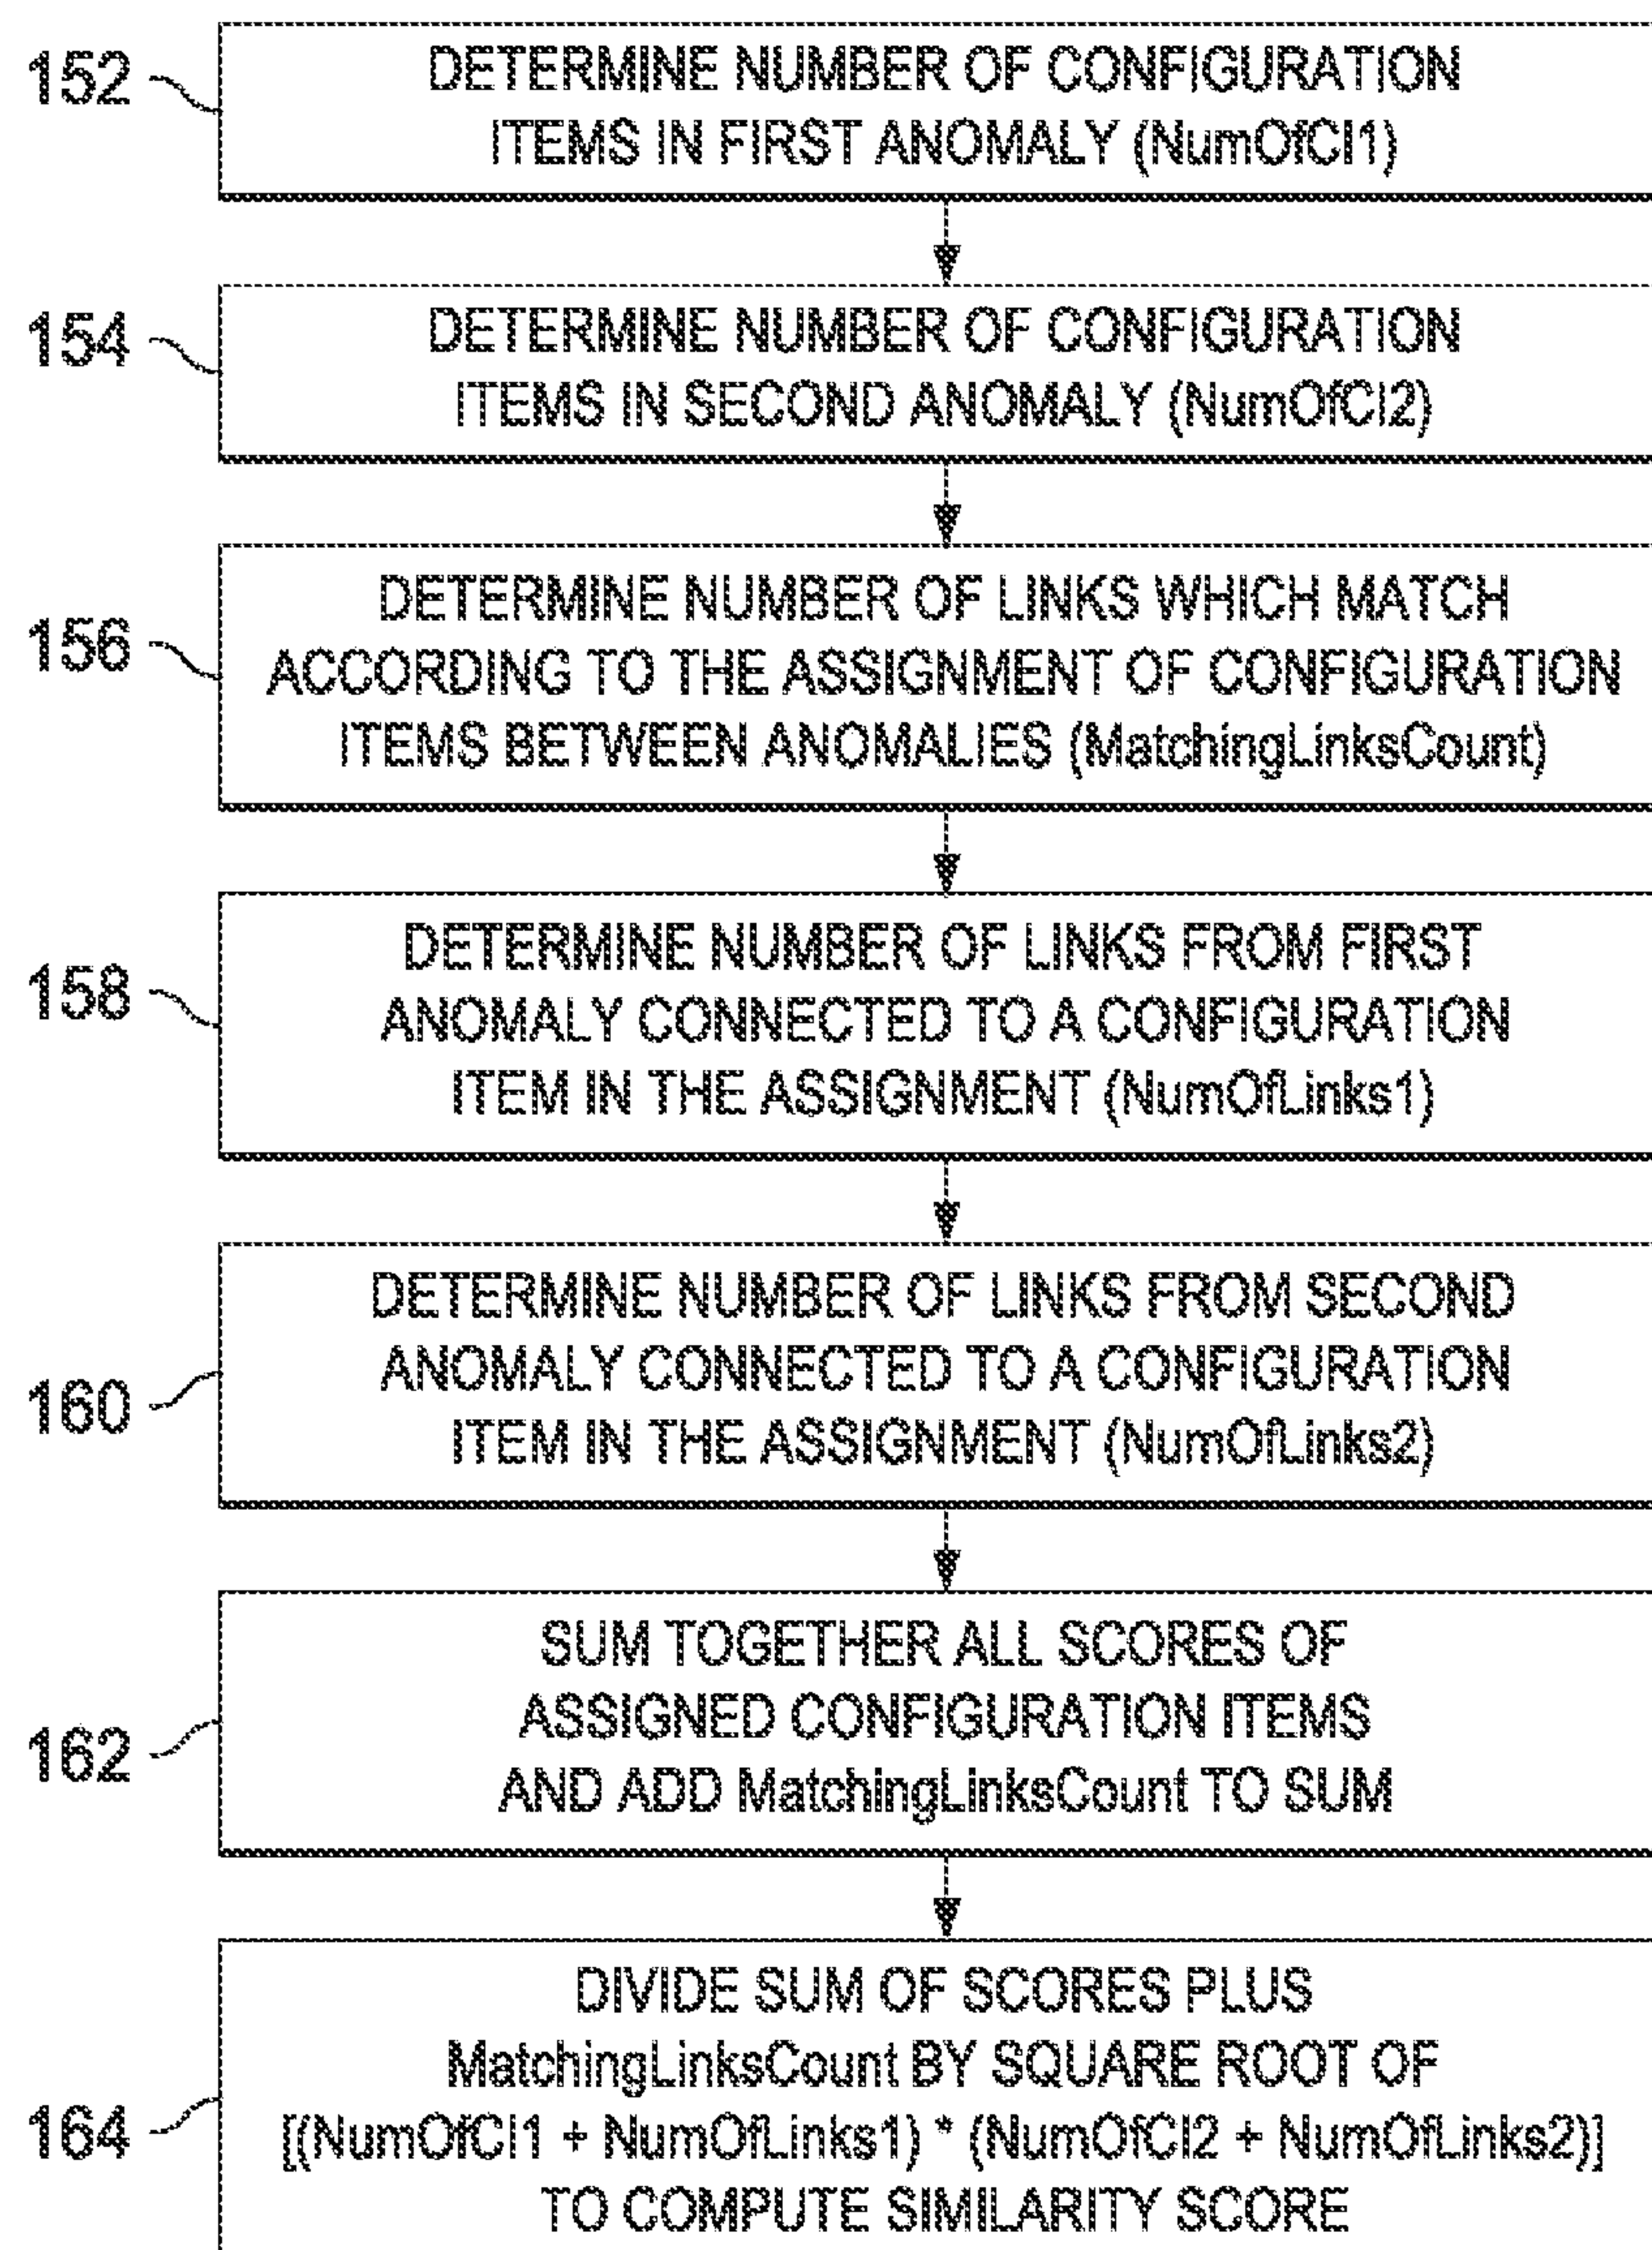 152
DETERMINE NUMBER OF CONFIGURATION
ITEMS IN FIRST ANOMALY (NumOfCI1)
154
DETERMINE NUMBER OF CONFIGURATION
ITEMS IN SECOND ANOMALY (NumOfCI2)
156
DETERMINE NUMBER OF LINKS WHICH MATCH
ACCORDING TO THE ASSIGNMENT OF CONFIGURATION
ITEMS BETWEEN ANOMALIES (MatchingLinksCount)
158
DETERMINE NUMBER OF LINKS FROM FIRST
ANOMALY CONNECTED TO A CONFIGURATION
ITEM IN THE ASSIGNMENT (NumOfLinks1)
160
DETERMINE NUMBER OF LINKS FROM SECOND
ANOMALY CONNECTED TO A CONFIGURATION
ITEM IN THE ASSIGNMENT (NumOfLinks2)
162
SUM TOGETHER ALL SCORES OF
ASSIGNED CONFIGURATION ITEMS
AND ADD MatchingLinksCount TO SUM
164
DIVIDE SUM OF SCORES PLUS
MatchingLinksCount BY SQUARE ROOT OF
[(NumOfCI1 + NumOfLinks1) * (NumOfCI2 + NumOfLinks2)]
TO COMPUTE SIMILARITY SCORE